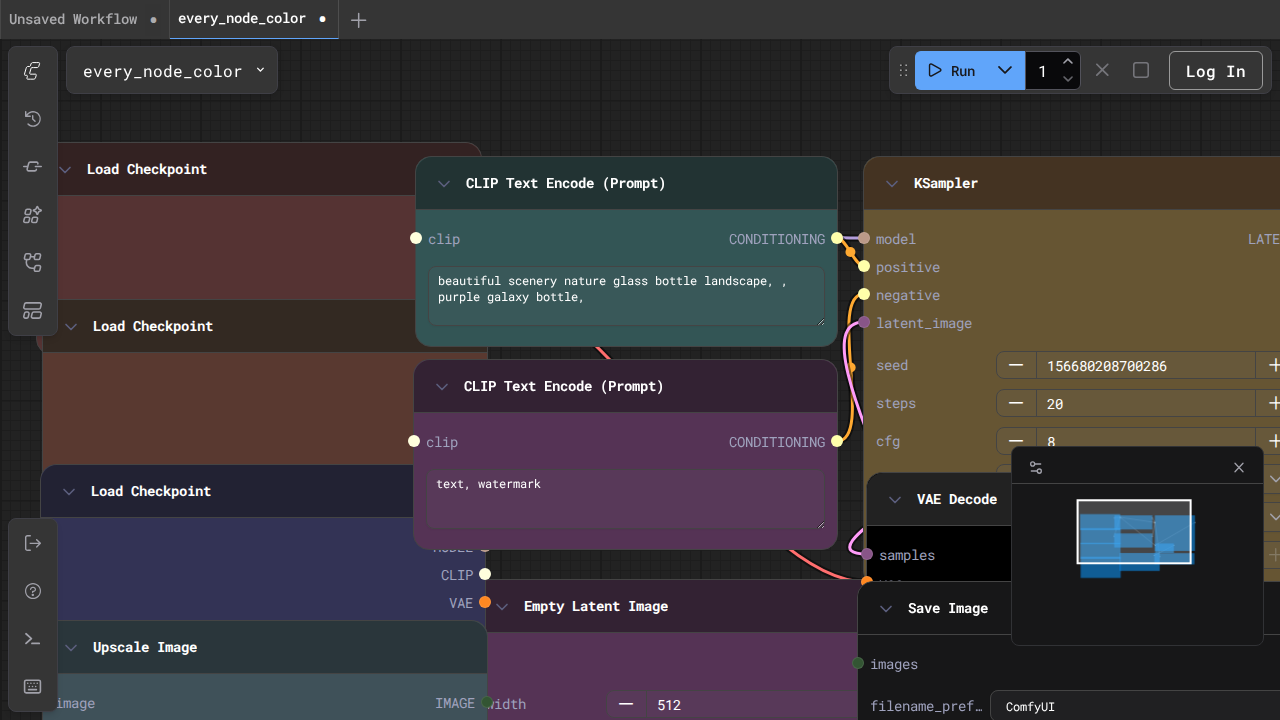 Unsaved Workflow
every_node_color
every_node_color
Run
1
Log In
Load Checkpoint
CLIP Text Encode (Prompt)
KSampler
clip
CONDITIONING
model
LATE
positive
beautiful scenery nature glass bottle landscape, ,
purple galaxy bottle,
negative
latent_image
Load Checkpoint
seed
156680208700286
CLIP Text Encode (Prompt)
steps
20
clip
CONDITIONING
cfg
8
Load Checkpoint
text, watermark
VAE Decode
MODEL
samples
CLIP
VAE
Empty Latent Image
Save Image
Upscale Image
images
image
IMAGE
width
512
filename_pref…
ComfyUI